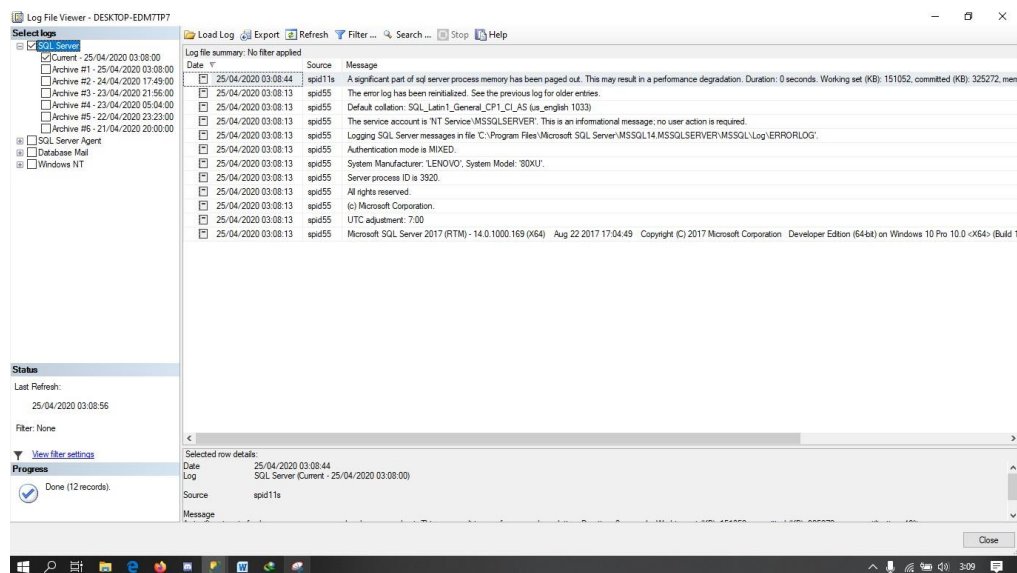 Log File Viewer - DESKTOP-EDM7TP7
Select logs
SQL Server
Current - 25/04/2020 03:08:00
Archive #1 - 25/04/2020 03:08:00
Archive #2 - 24/04/2020 17:49:00
Archive #3 - 23/04/2020 21:56:00
Archive #4 - 23/04/2020 05:04:00
Archive #5 - 22/04/2020 23:23:00
Archive #6 - 21/04/2020 20:00:00
SQL Server Agent
Database Mail
Windows NT
Status
Last Refresh:
25/04/2020 03:08:56
Filter: None
View filter settings
Progress
Done (12 records).
Load Log Export Refresh Filter ... Search ... Stop Help
Log file summary: No filter applied
Date Source Message
25/04/2020 03:08:44 spid11s A significant part of sql server process memory has been paged out. This may result in a performance degradation. Duration: 0 seconds. Working set (KB): 151052, committed (KB): 325272, mem
25/04/2020 03:08:13 spid55 The error log has been reinitialized. See the previous log for older entries.
25/04/2020 03:08:13 spid55 Default collation: SQL_Latin1_General_CP1_CI_AS (us_english 1033)
25/04/2020 03:08:13 spid55 The service account is 'NT Service\MSSQLSERVER'. This is an informational message; no user action is required.
25/04/2020 03:08:13 spid55 Logging SQL Server messages in file 'C:\Program Files\Microsoft SQL Server\MSSQL14.MSSQLSERVER\MSSQL\Log\ERRORLOG'.
25/04/2020 03:08:13 spid55 Authentication mode is MIXED.
25/04/2020 03:08:13 spid55 System Manufacturer: 'LENOVO', System Model: '80XU'.
25/04/2020 03:08:13 spid55 Server process ID is 3920.
25/04/2020 03:08:13 spid55 All rights reserved.
25/04/2020 03:08:13 spid55 (c) Microsoft Corporation.
25/04/2020 03:08:13 spid55 UTC adjustment: 7:00
25/04/2020 03:08:13 spid55 Microsoft SQL Server 2017 (RTM) - 14.0.1000.169 (X64) Aug 22 2017 17:04:49 Copyright (C) 2017 Microsoft Corporation Developer Edition (64-bit) on Windows 10 Pro 10.0 <X64> (Build 1
Selected row details:
Date 25/04/2020 03:08:44
Log SQL Server (Current - 25/04/2020 03:08:00)
Source spid11s
Message
Close
3:09